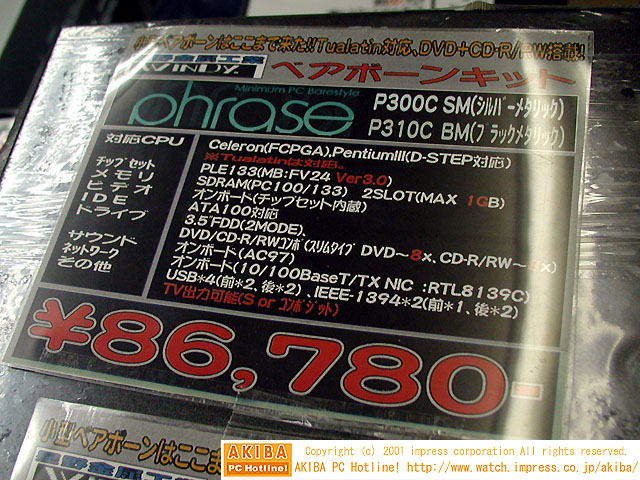 小型ベアボーンはここまで来た!!Tualatin対応、DVD+CD-R/RW搭載!
WINDY.
ベアボーンキット
Minimum PC Barestyle
phrase
P300C SM(シルバーメタリック)
P310C BM(ブラックメタリック)
対応CPU
Celeron(FCPGA),PentiumIII(D-STEP対応)
※Tualatinは対応。
チップセット
PLE133(MB:FV24 Ver3.0)
メモリ
SDRAM(PC100/133) 2SLOT(MAX 1GB)
ビデオ
オンボード(チップセット内蔵)
IDE
ATA100対応
ドライブ
3.5"FDD(2MODE)、
DVD/CD-R/RWコンボ(スリムタイプ DVD~8x、CD-R/RW~8x)
サウンド
オンボード(AC97)
ネットワーク
オンボード(10/100BaseT/TX NIC :RTL8139C)
その他
USB*4(前*2、後*2) 、IEEE-1394*2(前*1、後*2)
TV出力可能(S or コンポジット)
¥86,780-
小型ベアボーンはここま
AKIBA
PC Hotline!
Copyright (c) 2001 impress corporation All rights reserved.
AKIBA PC Hotline! http://www.watch.impress.co.jp/akiba/